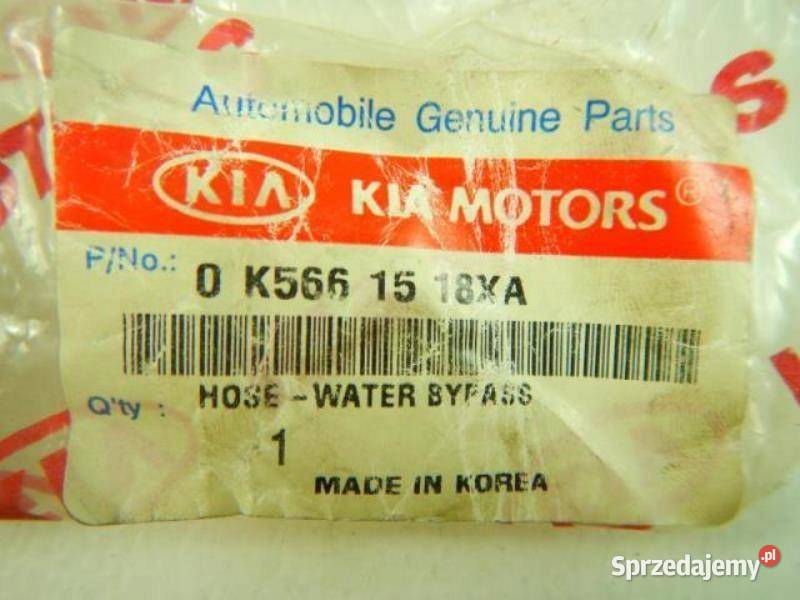 Automobile Genuine Parts
KIA KIA MOTORS®
P/No.: 0 K566 15 18XA
Q'ty : HOSE-WATER BYPASS
1
MADE IN KOREA
Sprzedajemy.pl